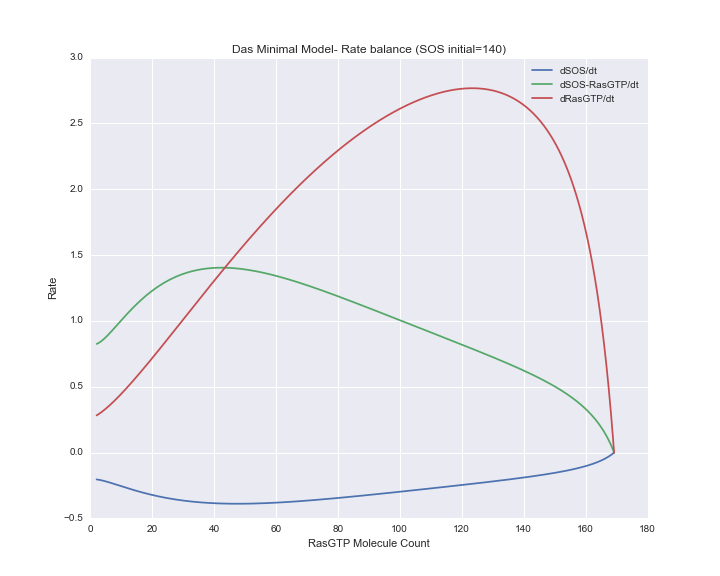 Das Minimal Model- Rate balance (SOS initial=140)
dSOS/dt
dSOS-RasGTP/dt
dRasGTP/dt
3.0
2.5
2.0
1.5
1.0
0.5
0.0
−0.5
Rate
0 20 40 60 80 100 120 140 160 180
RasGTP Molecule Count